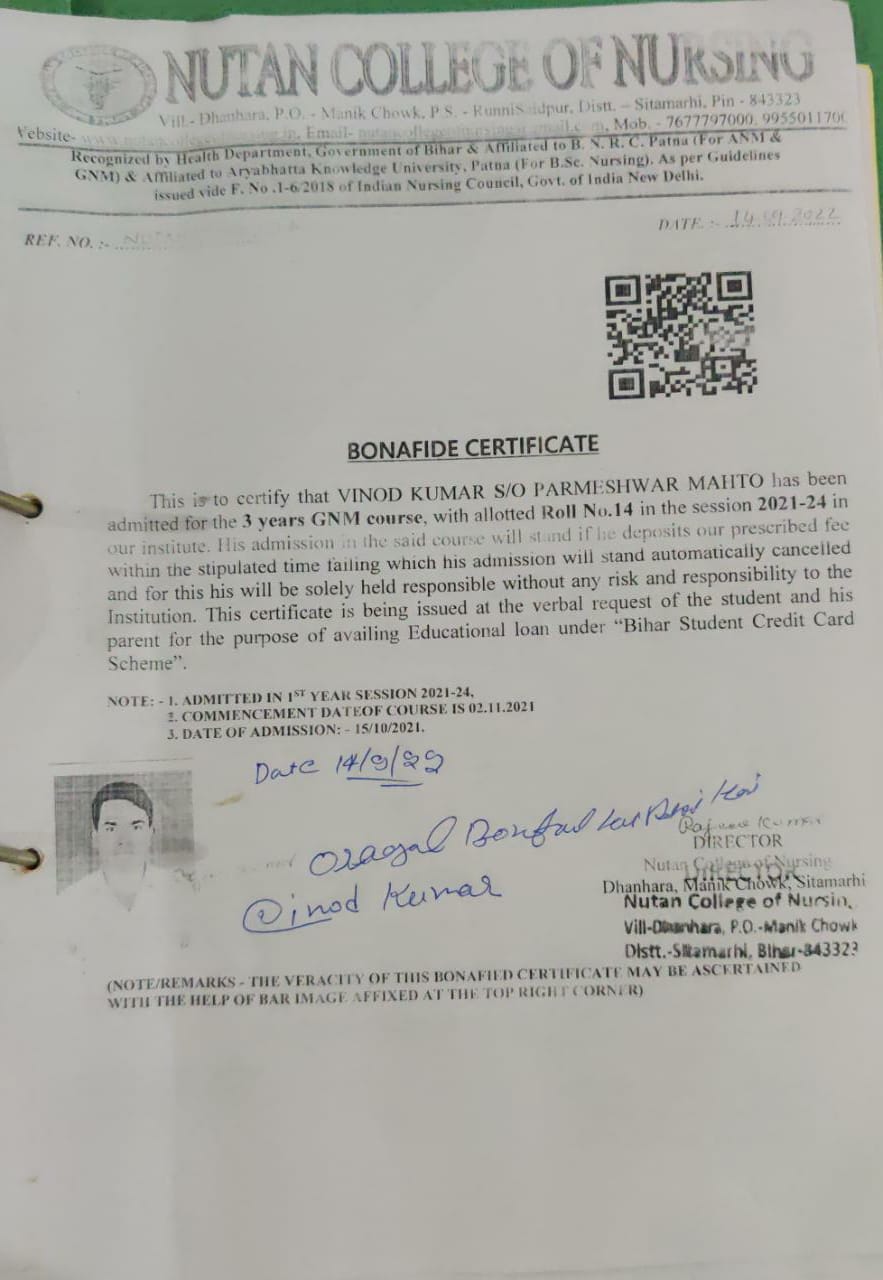 NUTAN COLLEGE OF NURSING
Vill.- Dhanhara, P.O. - Manik Chowk, P.S. - RunniSaidpur, Distt. – Sitamarhi, Pin - 843323
Website- Email- Mob. - 7677797000, 995501170
Recognized by Health Department, Government of Bihar & Affiliated to B. N. R. C. Patna (For ANM &
GNM) & Affiliated to Aryabhatta Knowledge University, Patna (For B.Sc. Nursing). As per Guidelines
issued vide F. No .1-6/2018 of Indian Nursing Council, Govt. of India New Delhi.
REF. NO. :-
DATE. :- 14.09.2022
BONAFIDE CERTIFICATE
This is to certify that VINOD KUMAR S/O PARMESHWAR MAHTO has been
admitted for the 3 years GNM course, with allotted Roll No.14 in the session 2021-24 in
our institute. His admission in the said course will stand if he deposits our prescribed fee
within the stipulated time failing which his admission will stand automatically cancelled
and for this his will be solely held responsible without any risk and responsibility to the
Institution. This certificate is being issued at the verbal request of the student and his
parent for the purpose of availing Educational loan under “Bihar Student Credit Card
Scheme”.
NOTE: - 1. ADMITTED IN 1ST YEAR SESSION 2021-24,
2. COMMENCEMENT DATEOF COURSE IS 02.11.2021
3. DATE OF ADMISSION: - 15/10/2021.
Date 14/9/22
DIRECTOR
Nutan College of Nursing
Dhanhara, Manik Chowk, Sitamarhi
DIRECTOR
Nutan College of Nursin
Vill-Dhanhara, P.O.-Manik Chowk
Distt.-Sitamarhi, Bihar-843323
Vinod Kumar
(NOTE/REMARKS - THE VERACITY OF THIS BONAFIED CERTIFICATE MAY BE ASCERTAINED
WITH THE HELP OF BAR IMAGE AFFIXED AT THE TOP RIGHT CORNER)